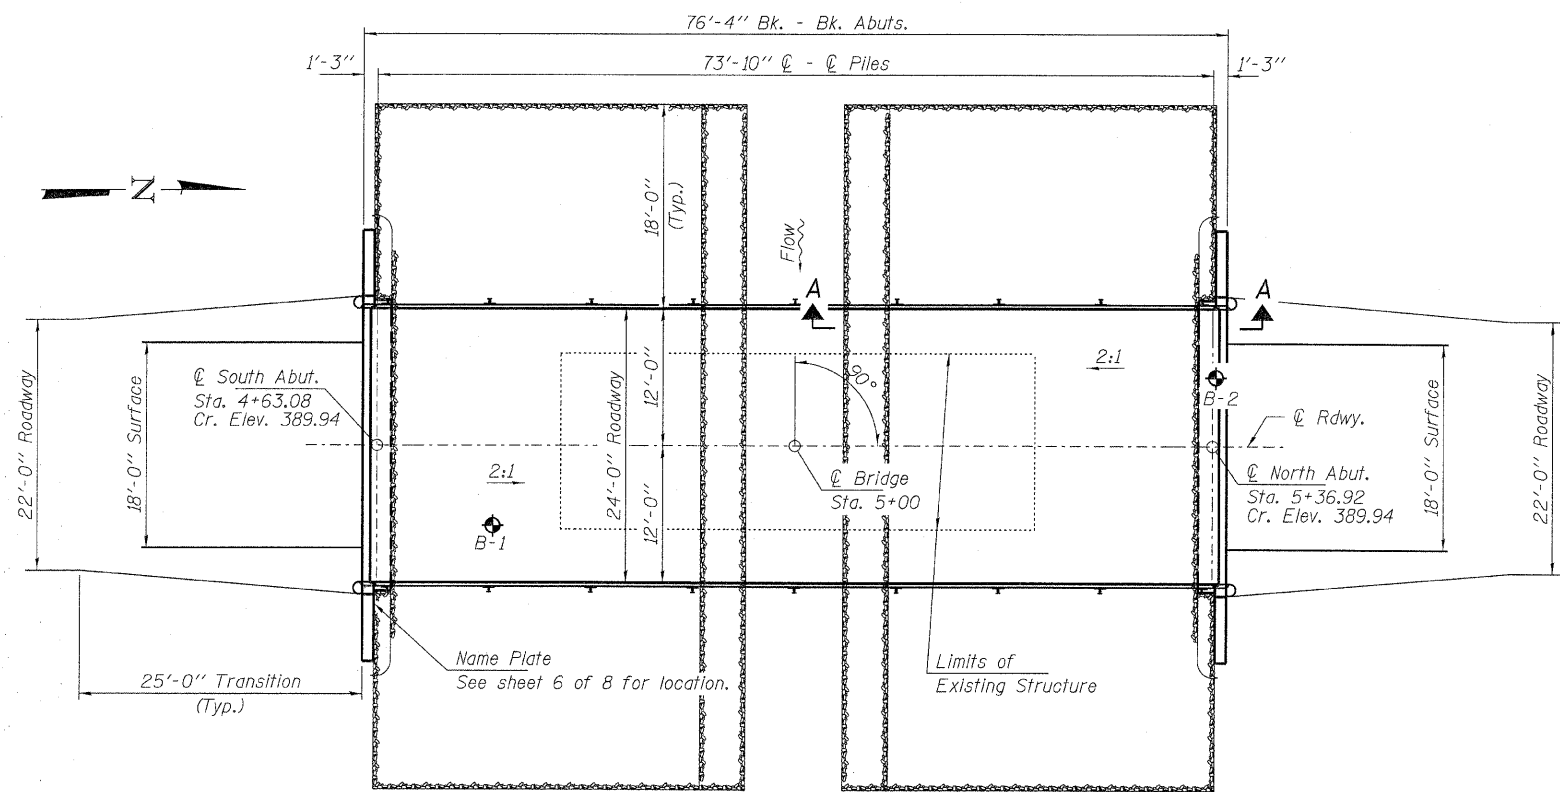 76'-4" Bk. - Bk. Abuts.
1'-3"
73'-10" ℄ - ℄ Piles
1'-3"
N
18'-0"
(Typ.)
Flow
A
A
22'-0" Roadway
18'-0" Surface
℄ South Abut.
Sta. 4+63.08
Cr. Elev. 389.94
24'-0" Roadway
12'-0"
12'-0"
90°
2:1
B-2
℄ Rdwy.
2:1
B-1
℄ Bridge
Sta. 5+00
℄ North Abut.
Sta. 5+36.92
Cr. Elev. 389.94
18'-0" Surface
22'-0" Roadway
Name Plate
See sheet 6 of 8 for location.
Limits of
Existing Structure
25'-0" Transition
(Typ.)